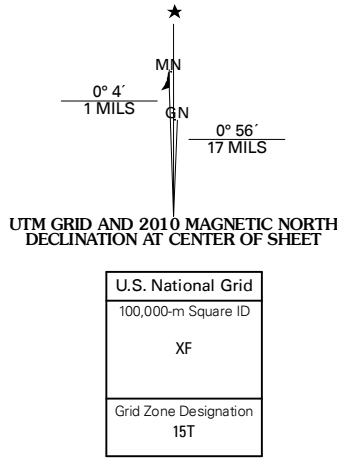 MN
0° 4´
1 MILS
GN
0° 56´
17 MILS
UTM GRID AND 2010 MAGNETIC NORTH
DECLINATION AT CENTER OF SHEET
U.S. National Grid
100,000-m Square ID
XF
Grid Zone Designation
15T